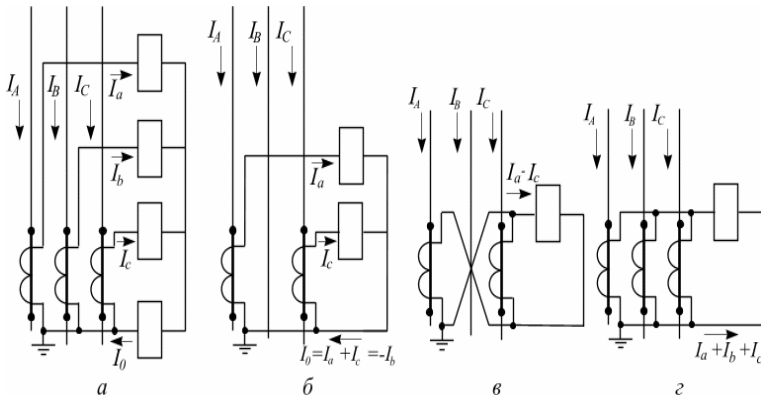 I_A I_B I_C
I_a
I_b
I_c
I_0
а
I_A I_B I_C
I_a
I_c
I_0=I_a+I_c=-I_b
б
I_A I_B I_C
I_a-I_c
в
I_A I_B I_C
I_a+I_b+I_c
г